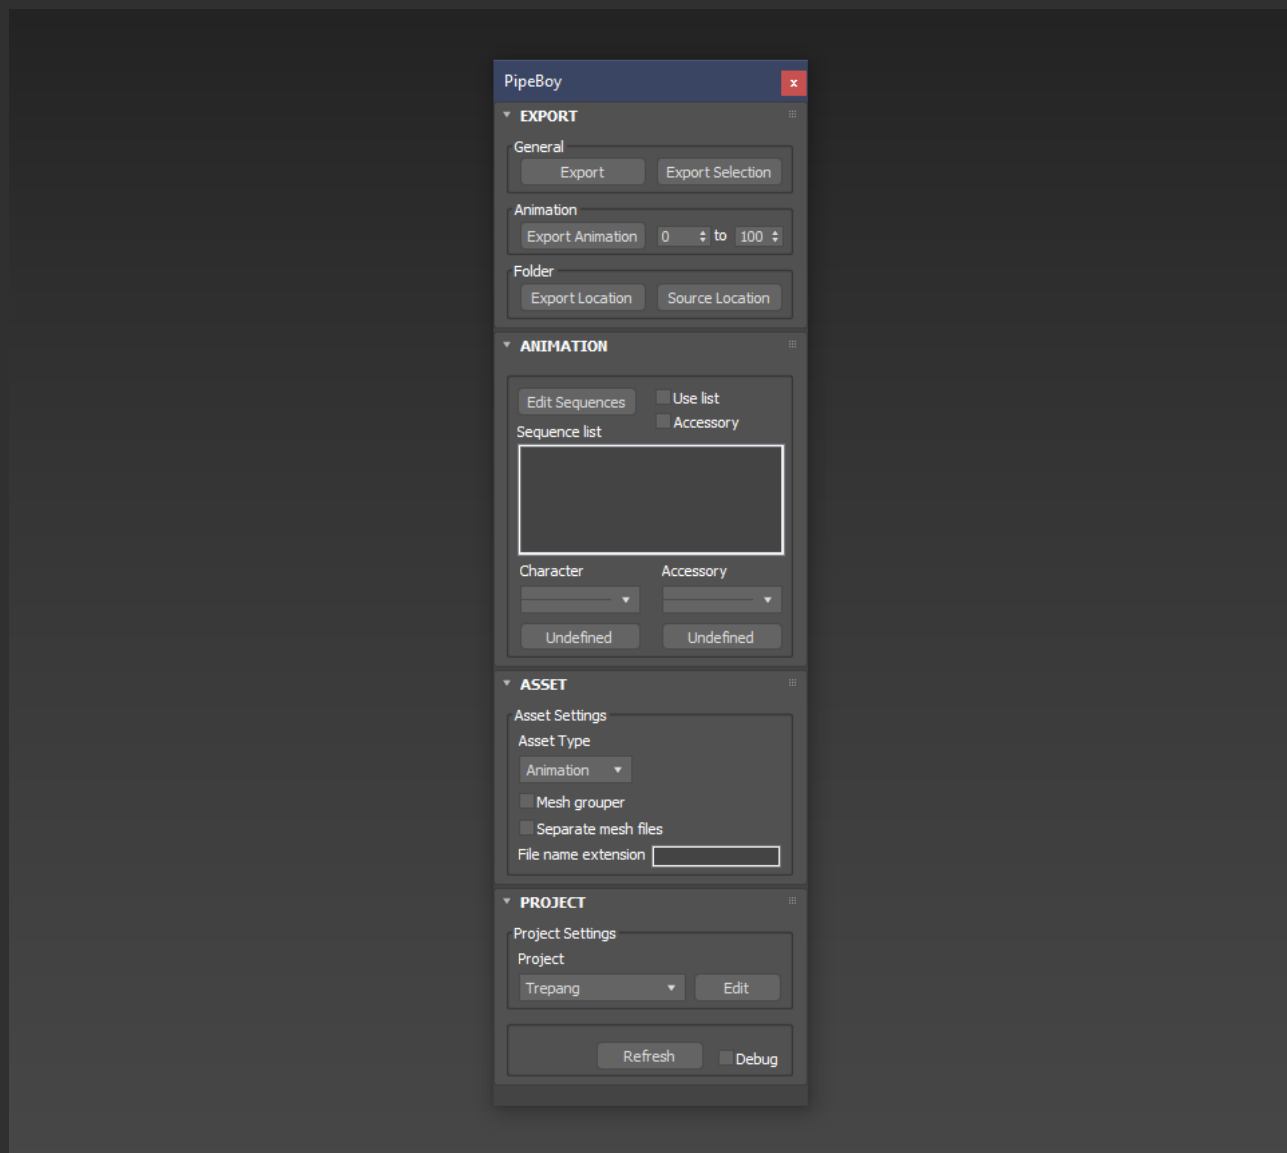 PipeBoy x
EXPORT
General
Export Export Selection
Animation
Export Animation 0 to 100
Folder
Export Location Source Location
ANIMATION
Edit Sequences Use list
Accessory
Sequence list
Character Accessory
Undefined Undefined
ASSET
Asset Settings
Asset Type
Animation
Mesh grouper
Separate mesh files
File name extension
PROJECT
Project Settings
Project
Trepang Edit
Refresh Debug